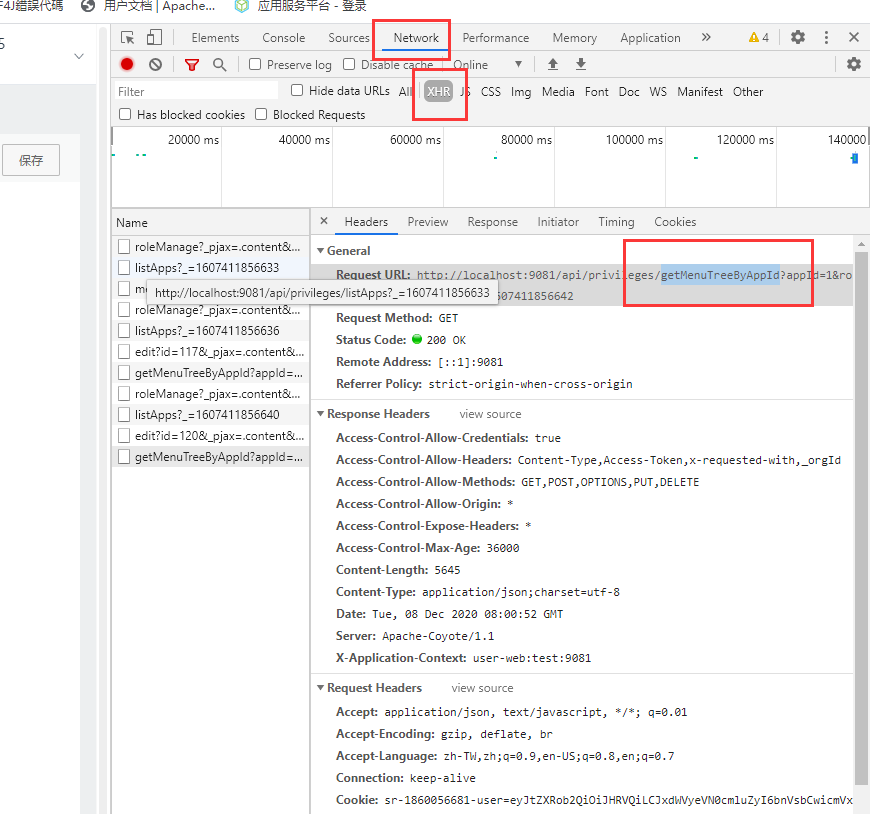 F4J错誤代碼 用户文档 | Apache... 应用服务平台 - 登录
5
保存
Elements Console Sources Network Performance Memory Application » 4
Preserve log Disable cache Online
Filter Hide data URLs All XHR JS CSS Img Media Font Doc WS Manifest Other
Has blocked cookies Blocked Requests
20000 ms 40000 ms 60000 ms 80000 ms 100000 ms 120000 ms 140000
Name
roleManage?_pjax=.content&...
listApps?_=1607411856633
me
http://localhost:9081/api/privileges/listApps?_=1607411856633
roleManage?_pjax=.content&...
listApps?_=1607411856636
edit?id=117&_pjax=.content&...
getMenuTreeByAppId?appId=...
roleManage?_pjax=.content&...
listApps?_=1607411856640
edit?id=120&_pjax=.content&...
getMenuTreeByAppId?appId=...
Headers Preview Response Initiator Timing Cookies
General
Request URL: http://localhost:9081/api/privileges/getMenuTreeByAppId?appId=1&ro
607411856642
Request Method: GET
Status Code: 200 OK
Remote Address: [::1]:9081
Referrer Policy: strict-origin-when-cross-origin
Response Headers view source
Access-Control-Allow-Credentials: true
Access-Control-Allow-Headers: Content-Type,Access-Token,x-requested-with,_orgId
Access-Control-Allow-Methods: GET,POST,OPTIONS,PUT,DELETE
Access-Control-Allow-Origin: *
Access-Control-Expose-Headers: *
Access-Control-Max-Age: 36000
Content-Length: 5645
Content-Type: application/json;charset=utf-8
Date: Tue, 08 Dec 2020 08:00:52 GMT
Server: Apache-Coyote/1.1
X-Application-Context: user-web:test:9081
Request Headers view source
Accept: application/json, text/javascript, */*; q=0.01
Accept-Encoding: gzip, deflate, br
Accept-Language: zh-TW,zh;q=0.9,en-US;q=0.8,en;q=0.7
Connection: keep-alive
Cookie: sr-1860056681-user=eyJtZXRob2QiOiJHRVQiLCJxdWVyeVN0cmluZyI6bnVsbCwicmVx